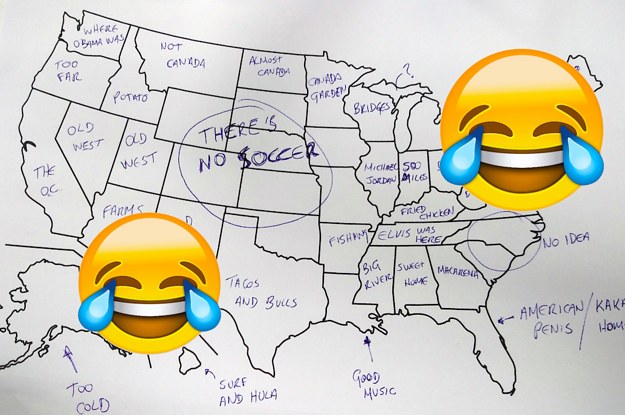 WHERE
OBAMA WAS
TOO
FAR
NOT
CANADA
ALMOST
CANADA
CANADA
GARDEN
?
BRIDGES
POTATO
OLD
WEST
OLD
WEST
THERE IS
NO SOCCER
THE
O.C.
MICHAEL
JORDAN
500
MILES
FARMS
FRIED
CHICKEN
FISHING
ELVIS WAS
HERE
NO IDEA
TACOS
AND BULLS
BIG
RIVER
SWEET
HOME
MACARENA
AMERICAN /
PENIS
TOO
COLD
SURF
AND HULA
GOOD
MUSIC